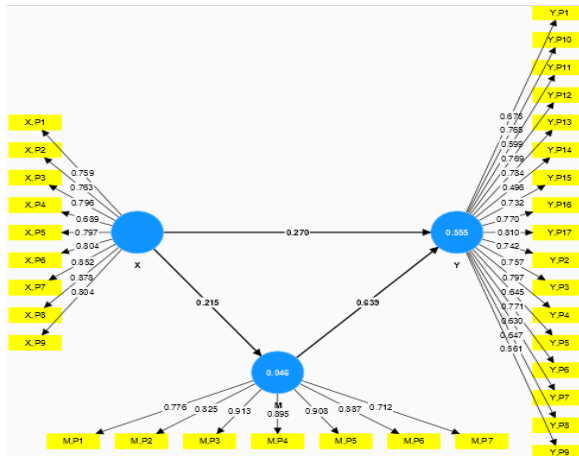 Y,P1
Y,P10
Y,P11
Y,P12
Y,P13
Y,P14
Y,P15
Y,P16
Y,P17
Y,P2
Y,P3
Y,P4
Y,P5
Y,P6
Y,P7
Y,P8
Y,P9
0.765
0.599
0.769
0.784
0.496
0.732
0.770
0.810
0.742
0.757
0.797
0.645
0.771
0.630
0.647
0.561
X,P1
X,P2
X,P3
X,P4
X,P5
X,P6
X,P7
X,P8
X,P9
0.759
0.763
0.796
0.689
0.797
0.804
0.852
0.878
0.804
X
0.270
0.555
Y
0.215
0.639
0.046
M
0.776
0.825
0.913
0.895
0.908
0.887
0.712
M,P1
M,P2
M,P3
M,P4
M,P5
M,P6
M,P7